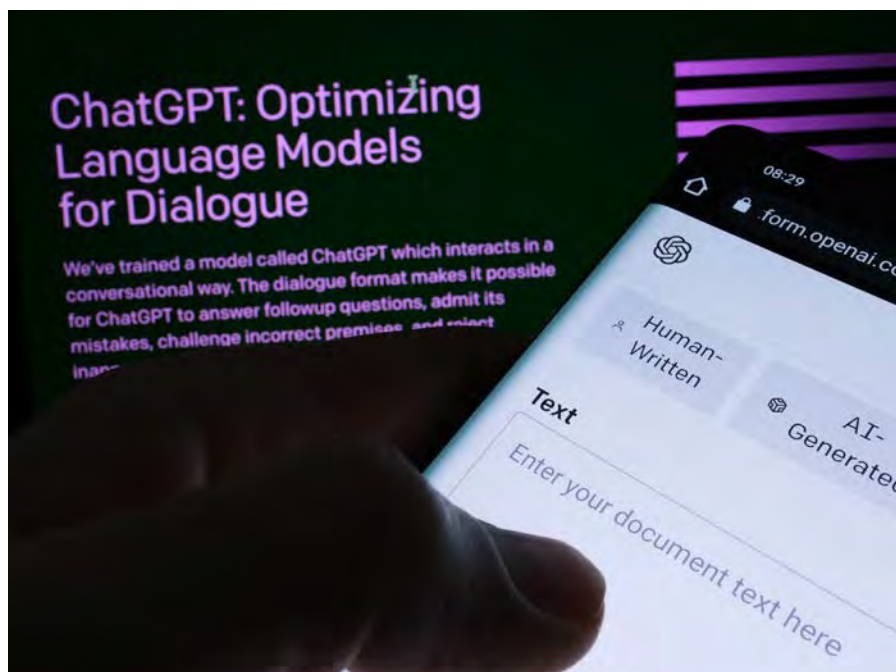 ChatGPT: Optimizing
Language Models
for Dialogue
We've trained a model called ChatGPT which interacts in a
conversational way. The dialogue format makes it possible
for ChatGPT to answer followup questions, admit its
mistakes, challenge incorrect premises, and reject
08:29
form.openai.co
Human-
Written
AI-
Generated
Text
Enter your document text here